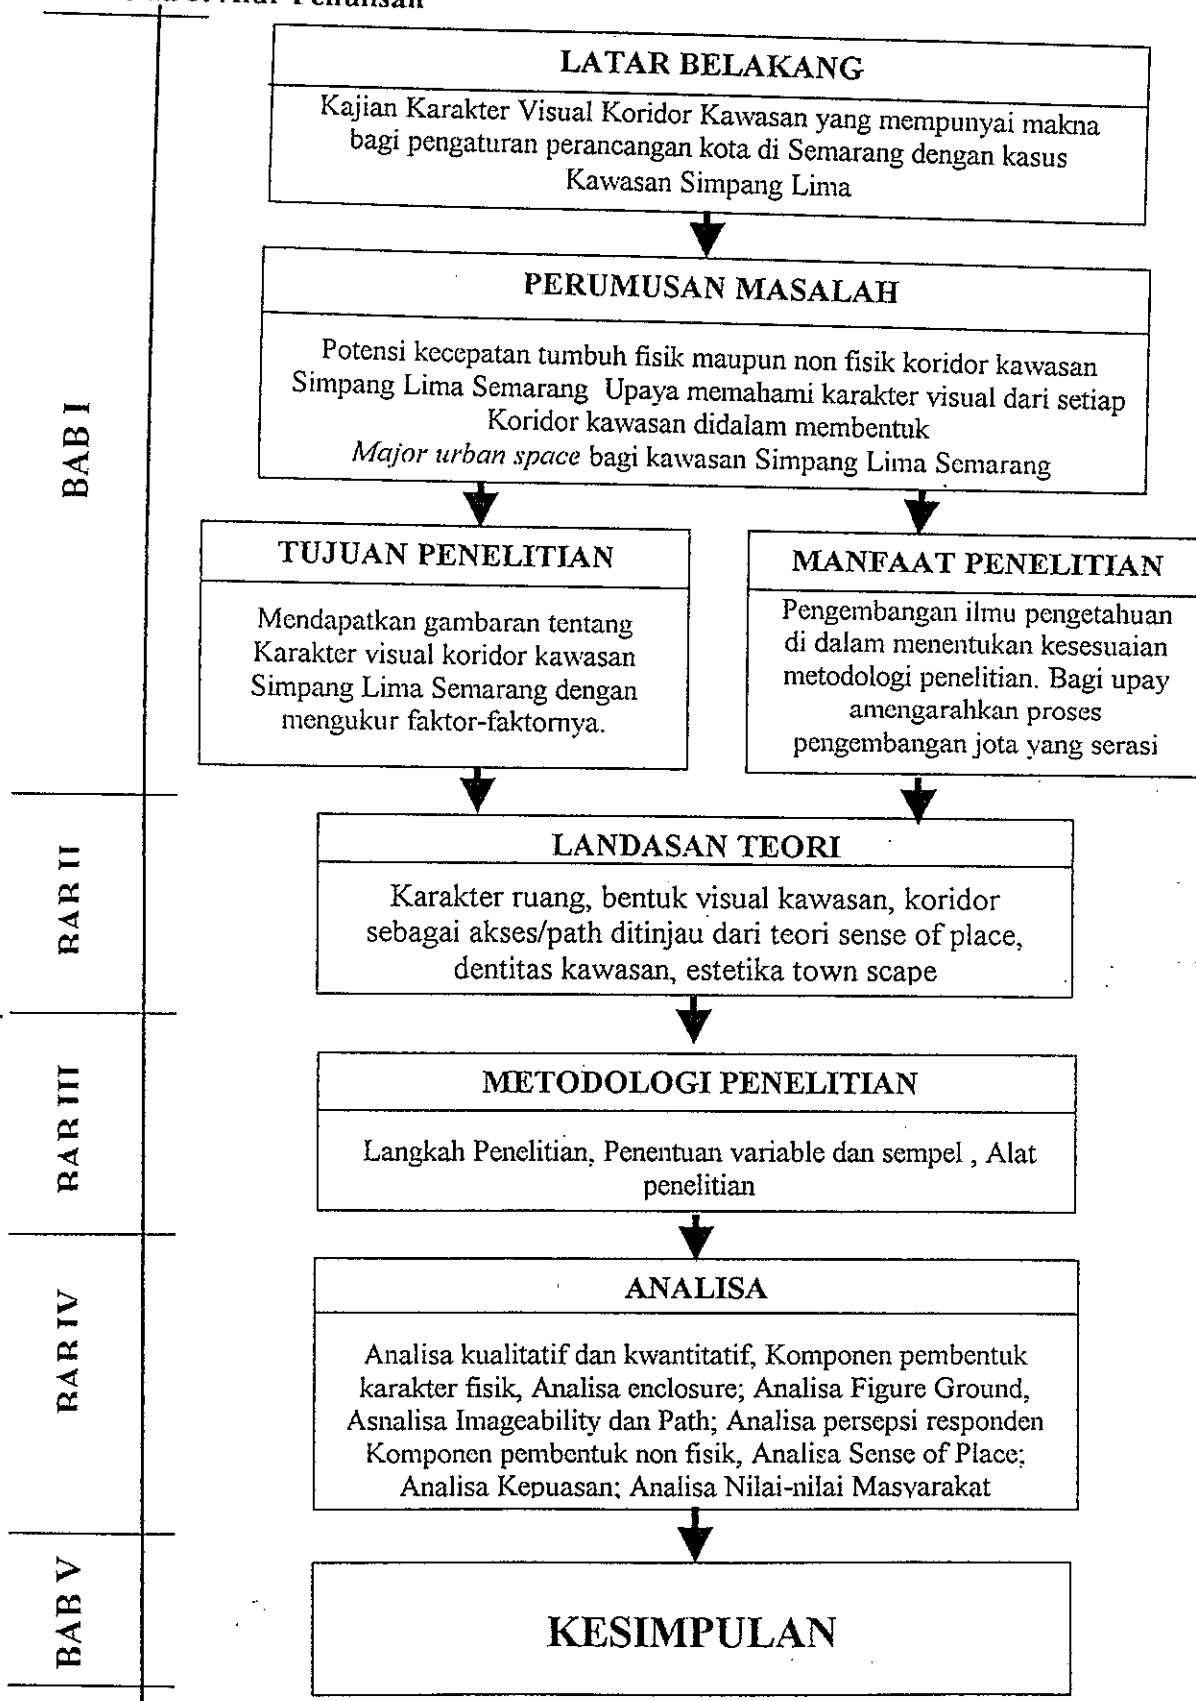 Alur Penulisan
LATAR BELAKANG
Kajian Karakter Visual Koridor Kawasan yang mempunyai makna
bagi pengaturan perancangan kota di Semarang dengan kasus
Kawasan Simpang Lima
PERUMUSAN MASALAH
Potensi kecepatan tumbuh fisik maupun non fisik koridor kawasan
Simpang Lima Semarang Upaya memahami karakter visual dari setiap
Koridor kawasan didalam membentuk
Major urban space bagi kawasan Simpang Lima Semarang
BAB I
TUJUAN PENELITIAN
Mendapatkan gambaran tentang
Karakter visual koridor kawasan
Simpang Lima Semarang dengan
mengukur faktor-faktornya.
MANFAAT PENELITIAN
Pengembangan ilmu pengetahuan
di dalam menentukan kesesuaian
metodologi penelitian. Bagi upay
amengarahkan proses
pengembangan jota yang serasi
BAB II
LANDASAN TEORI
Karakter ruang, bentuk visual kawasan, koridor
sebagai akses/path ditinjau dari teori sense of place,
dentitas kawasan, estetika town scape
BAB III
METODOLOGI PENELITIAN
Langkah Penelitian, Penentuan variable dan sempel , Alat
penelitian
BAB IV
ANALISA
Analisa kualitatif dan kwantitatif, Komponen pembentuk
karakter fisik, Analisa enclosure; Analisa Figure Ground,
Asnalisa Imageability dan Path; Analisa persepsi responden
Komponen pembentuk non fisik, Analisa Sense of Place;
Analisa Kepuasan; Analisa Nilai-nilai Masyarakat
BAB V
KESIMPULAN